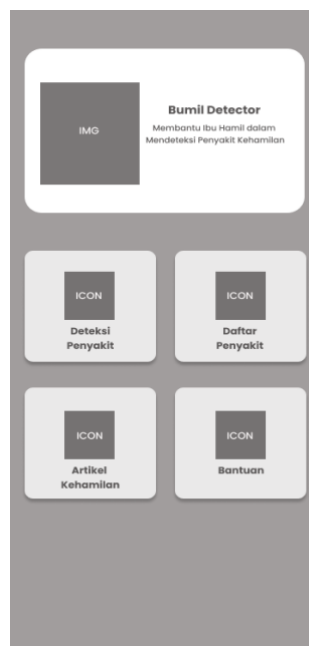 IMG
Bumil Detector
Membantu Ibu Hamil dalam
Mendeteksi Penyakit Kehamilan
ICON
Deteksi
Penyakit
ICON
Daftar
Penyakit
ICON
Artikel
Kehamilan
ICON
Bantuan